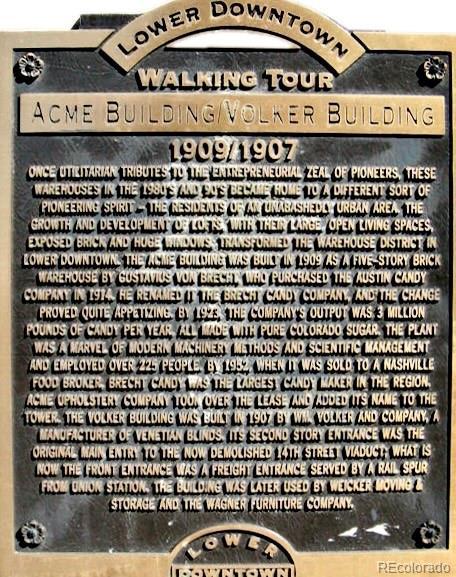 LOWER DOWNTOWN
WALKING TOUR
ACME BUILDING/VOLKER BUILDING
1909/1907
ONCE UTILITARIAN TRIBUTES TO THE ENTREPRENEURIAL ZEAL OF PIONEERS, THESE
WAREHOUSES IN THE 1980'S AND 90'S BECAME HOME TO A DIFFERENT SORT OF
PIONEERING SPIRIT – THE RESIDENTS OF AN UNABASHEDLY URBAN AREA. THE
GROWTH AND DEVELOPMENT OF LOFTS, WITH THEIR LARGE, OPEN LIVING SPACES,
EXPOSED BRICK AND HUGE WINDOWS, TRANSFORMED THE WAREHOUSE DISTRICT IN
LOWER DOWNTOWN. THE ACME BUILDING WAS BUILT IN 1909 AS A FIVE-STORY BRICK
WAREHOUSE BY GUSTAVIUS VON BRECHT, WHO PURCHASED THE AUSTIN CANDY
COMPANY IN 1914. HE RENAMED IT THE BRECHT CANDY COMPANY, AND THE CHANGE
PROVED QUITE APPETIZING. BY 1923, THE COMPANY'S OUTPUT WAS 3 MILLION
POUNDS OF CANDY PER YEAR, ALL MADE WITH PURE COLORADO SUGAR. THE PLANT
WAS A MARVEL OF MODERN MACHINERY METHODS AND SCIENTIFIC MANAGEMENT
AND EMPLOYED OVER 225 PEOPLE. BY 1952, WHEN IT WAS SOLD TO A NASHVILLE
FOOD BROKER, BRECHT CANDY WAS THE LARGEST CANDY MAKER IN THE REGION.
ACME UPHOLSTERY COMPANY TOOK OVER THE LEASE AND ADDED ITS NAME TO THE
TOWER. THE VOLKER BUILDING WAS BUILT IN 1907 BY WM. VOLKER AND COMPANY, A
MANUFACTURER OF VENETIAN BLINDS. ITS SECOND STORY ENTRANCE WAS THE
ORIGINAL MAIN ENTRY TO THE NOW DEMOLISHED 14TH STREET VIADUCT; WHAT IS
NOW THE FRONT ENTRANCE WAS A FREIGHT ENTRANCE SERVED BY A RAIL SPUR
FROM UNION STATION. THE BUILDING WAS LATER USED BY WEICKER MOVING &
STORAGE AND THE WAGNER FURNITURE COMPANY.
LOWER
DOWNTOWN
REcolorado